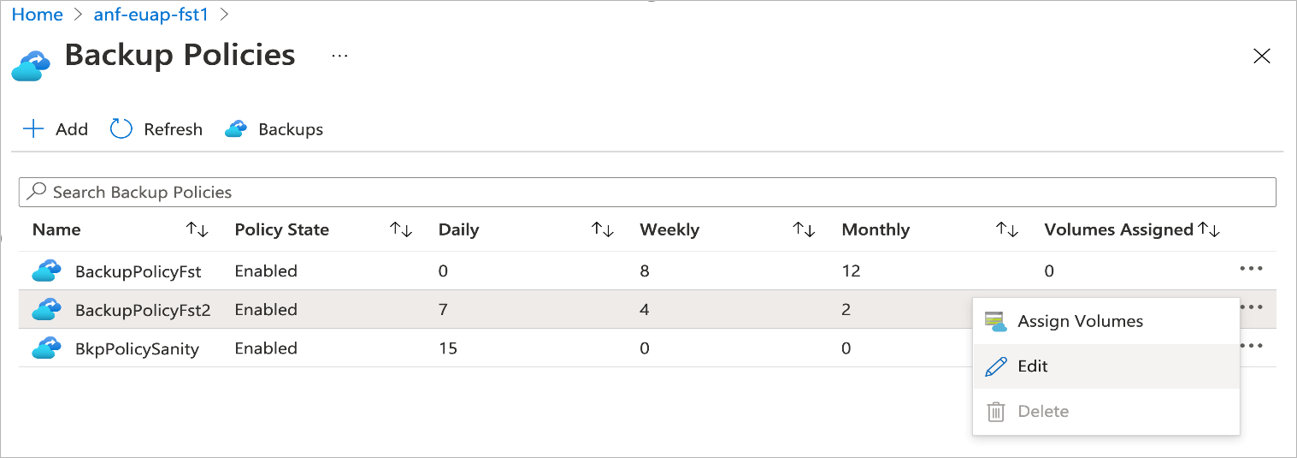 Home > anf-euap-fst1 >
Backup Policies ...
Add Refresh Backups
Search Backup Policies
Name Policy State Daily Weekly Monthly Volumes Assigned
BackupPolicyFst Enabled 0 8 12 0
BackupPolicyFst2 Enabled 7 4 2
Assign Volumes
BkpPolicySanity Enabled 15 0 0
Edit
Delete